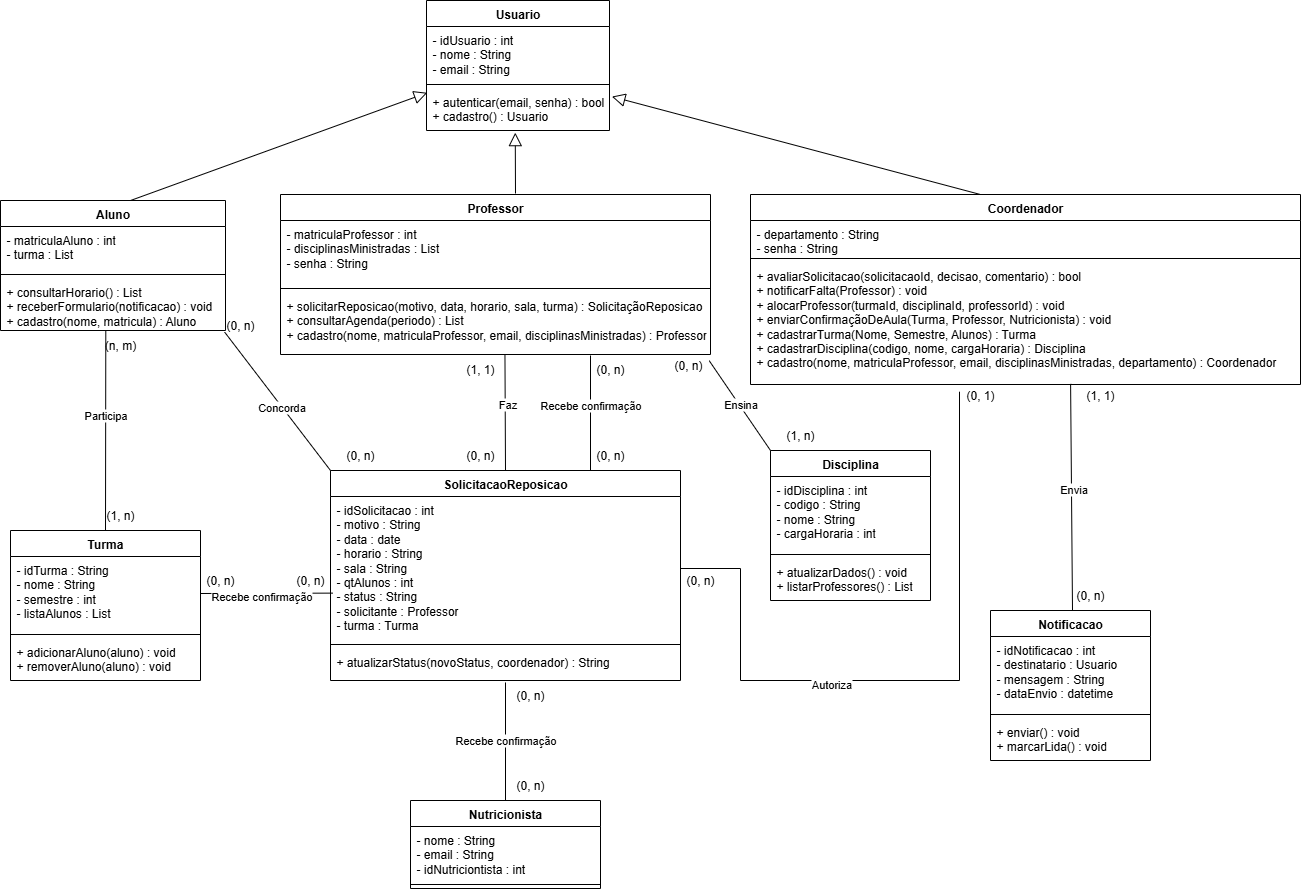 Usuario
- idUsuario : int
- nome : String
- email : String
+ autenticar(email, senha) : bool
+ cadastro() : Usuario
Aluno
- matriculaAluno : int
- turma : List
+ consultarHorario() : List
+ receberFormulario(notificacao) : void
+ cadastro(nome, matricula) : Aluno
Professor
- matriculaProfessor : int
- disciplinasMinistradas : List
- senha : String
+ solicitarReposicao(motivo, data, horario, sala, turma) : SolicitaçãoReposicao
+ consultarAgenda(periodo) : List
+ cadastro(nome, matriculaProfessor, email, disciplinasMinistradas) : Professor
Coordenador
- departamento : String
- senha : String
+ avaliarSolicitacao(solicitacaoId, decisao, comentario) : bool
+ notificarFalta(Professor) : void
+ alocarProfessor(turmaId, disciplinaId, professorId) : void
+ enviarConfirmaçãoDeAula(Turma, Professor, Nutricionista) : void
+ cadastrarTurma(Nome, Semestre, Alunos) : Turma
+ cadastrarDisciplina(codigo, nome, cargaHoraria) : Disciplina
+ cadastro(nome, matriculaProfessor, email, disciplinasMinistradas, departamento) : Coordenador
(n, m)
Participa
(1, n)
(0, n)
Concorda
(0, n)
(1, 1)
Faz
(0, n)
(0, n)
Recebe confirmação
(0, n)
(0, n)
Ensina
(1, n)
(0, 1)
Autoriza
(0, n)
(1, 1)
Envia
(0, n)
Turma
- idTurma : String
- nome : String
- semestre : int
- listaAlunos : List
+ adicionarAluno(aluno) : void
+ removerAluno(aluno) : void
(0, n)
Recebe confirmação
(0, n)
SolicitacaoReposicao
- idSolicitacao : int
- motivo : String
- data : date
- horario : String
- sala : String
- qtAlunos : int
- status : String
- solicitante : Professor
- turma : Turma
+ atualizarStatus(novoStatus, coordenador) : String
Disciplina
- idDisciplina : int
- codigo : String
- nome : String
- cargaHoraria : int
+ atualizarDados() : void
+ listarProfessores() : List
Notificacao
- idNotificacao : int
- destinatario : Usuario
- mensagem : String
- dataEnvio : datetime
+ enviar() : void
+ marcarLida() : void
(0, n)
Recebe confirmação
(0, n)
Nutricionista
- nome : String
- email : String
- idNutriciontista : int